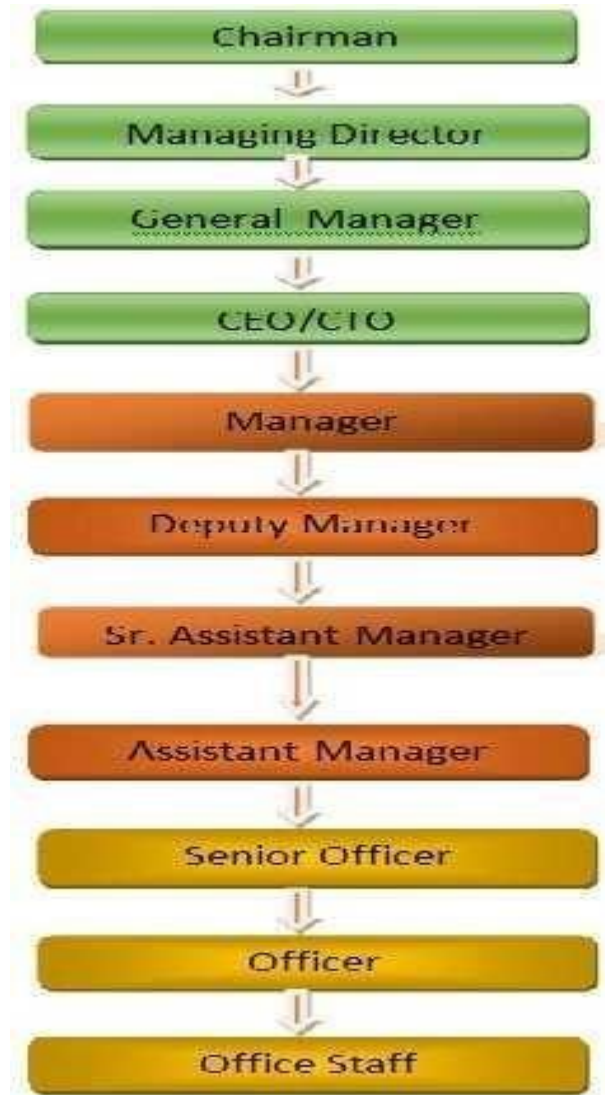 Chairman
Managing Director
General Manager
CEO/CTO
Manager
Deputy Manager
Sr. Assistant Manager
Assistant Manager
Senior Officer
Officer
Office Staff